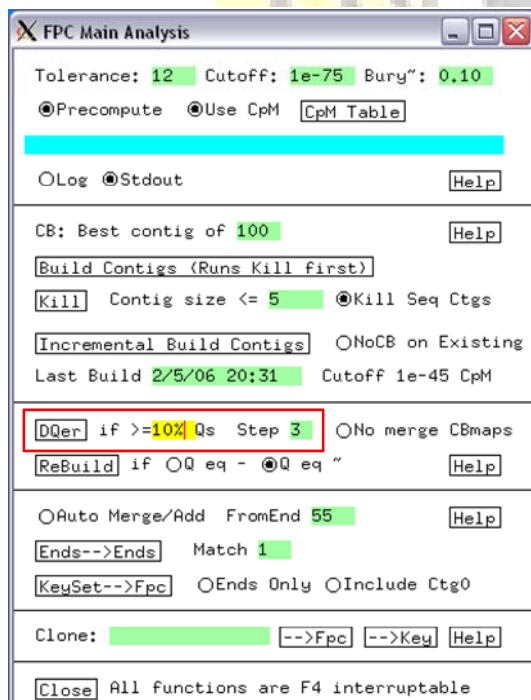 FPC Main Analysis
Tolerance: 12 Cutoff: 1e-75 Bury~: 0.10
Precompute Use CpM CpM Table
Log Stdout Help
CB: Best contig of 100 Help
Build Contigs (Runs Kill first)
Kill Contig size <= 5 Kill Seq Ctgs
Incremental Build Contigs NoCB on Existing
Last Build 2/5/06 20:31 Cutoff 1e-45 CpM
DQer if >=10% Qs Step 3 No merge CBmaps
ReBuild if Q eq - Q eq ~ Help
Auto Merge/Add FromEnd 55 Help
Ends-->Ends Match 1
KeySet-->Fpc Ends Only Include Ctg0
Clone: -->Fpc -->Key Help
Close All functions are F4 interruptable